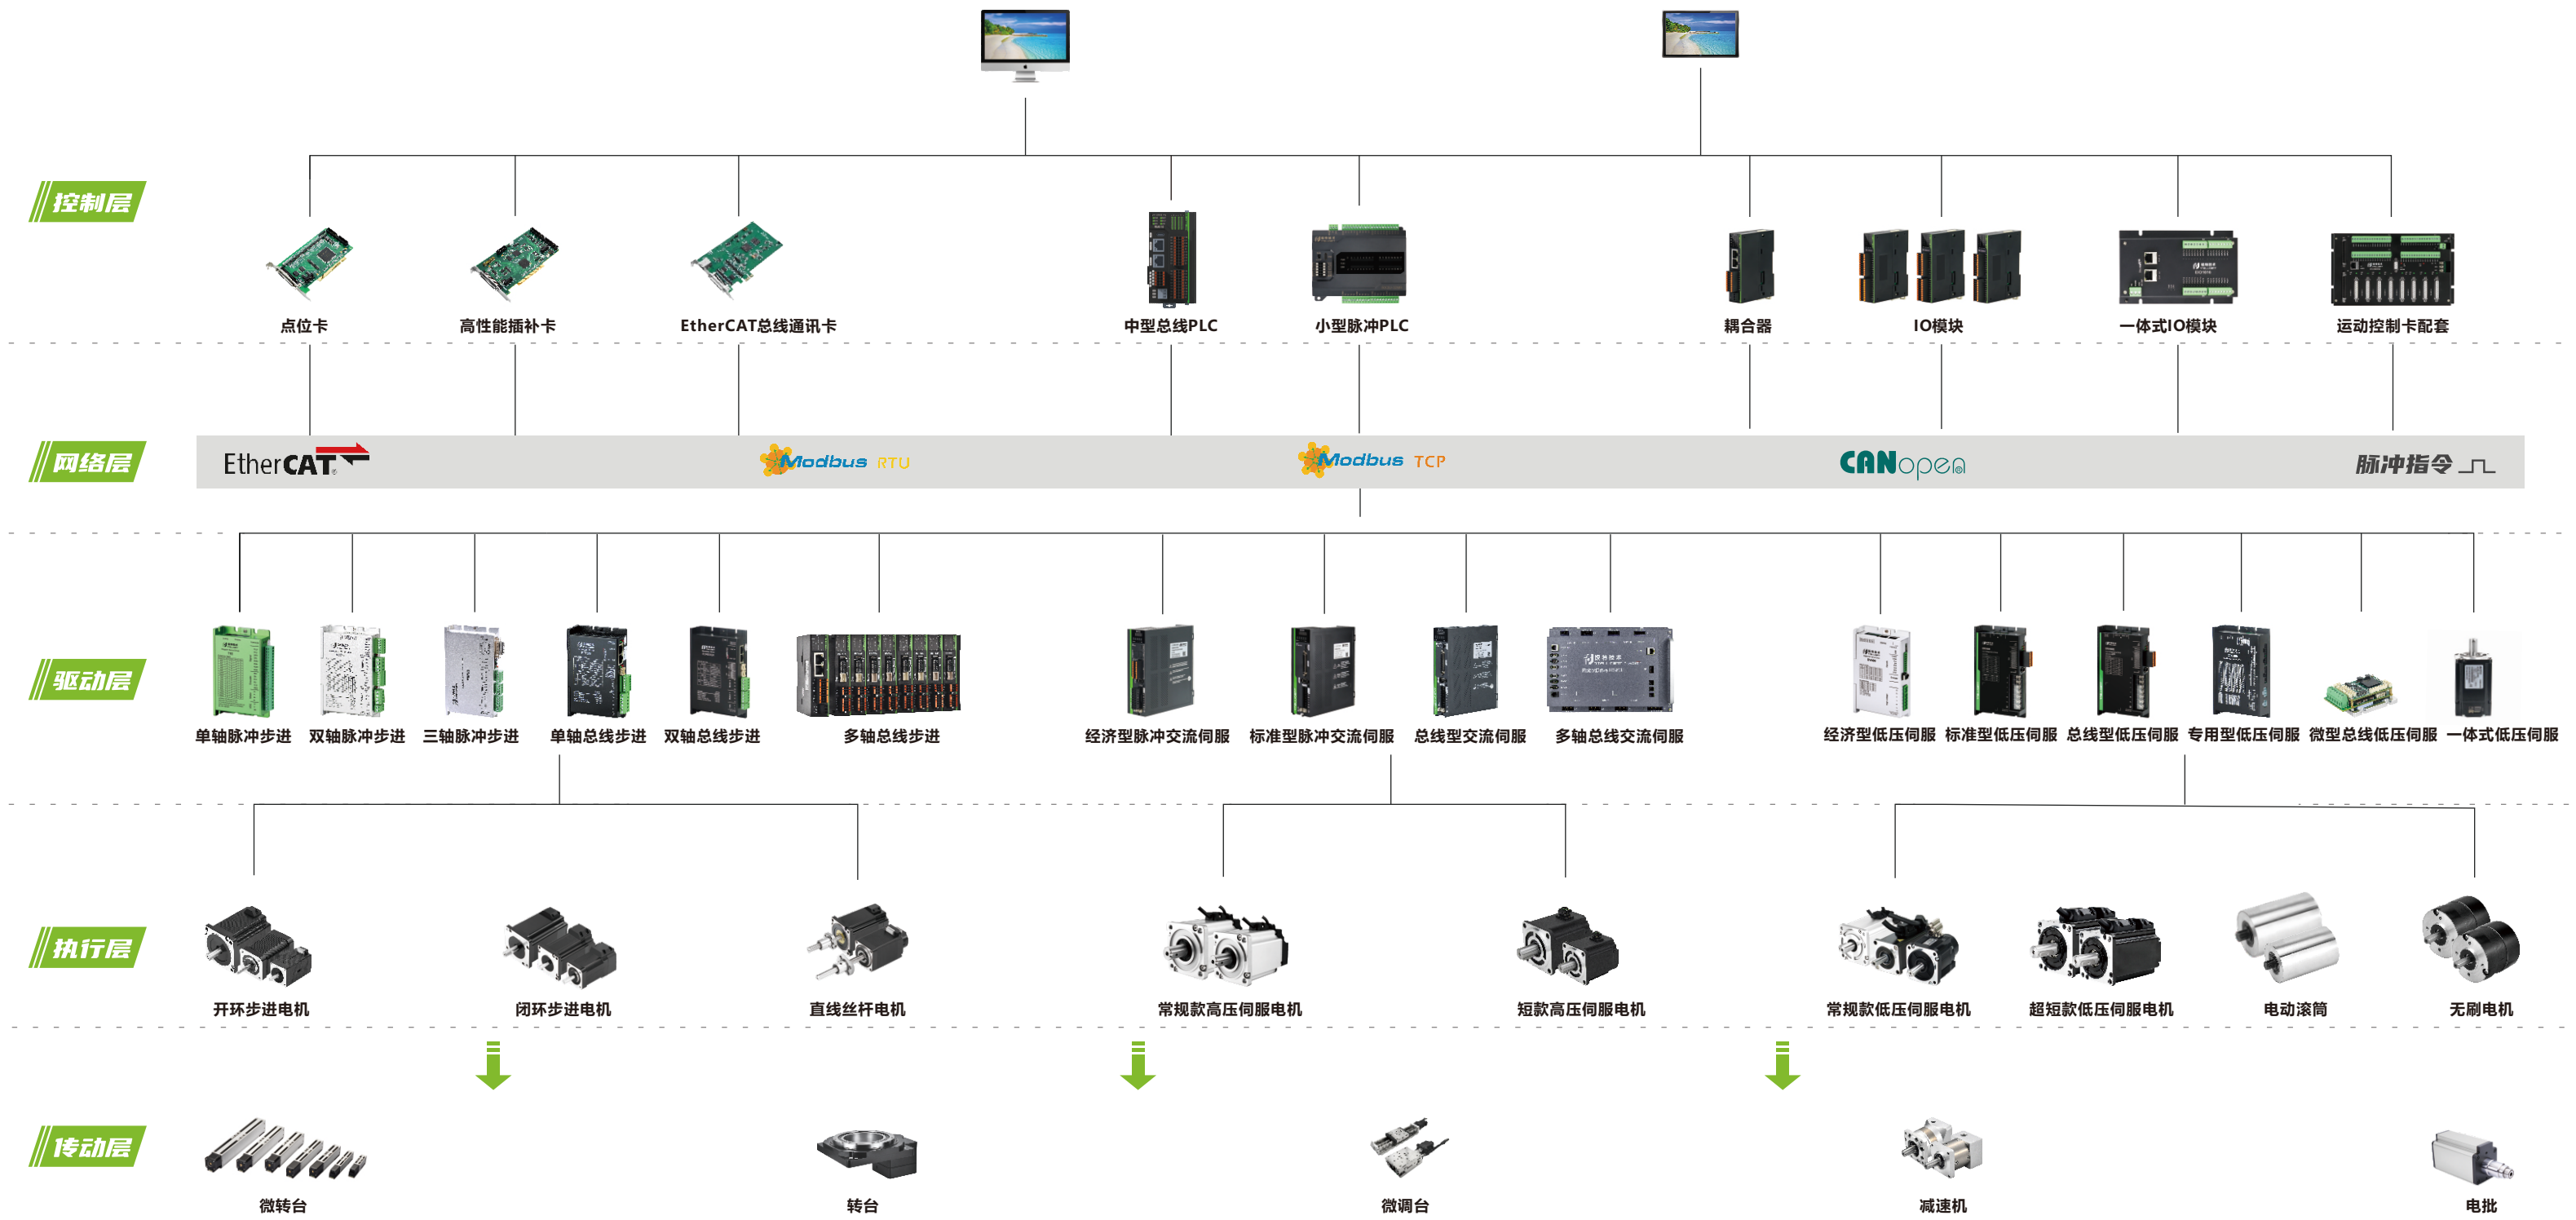 控制层
点位卡
高性能插补卡
EtherCAT总线通讯卡
中型总线PLC
小型脉冲PLC
耦合器
IO模块
一体式IO模块
运动控制卡配套
网络层
EtherCAT
Modbus RTU
Modbus TCP
CANopen
脉冲指令
驱动层
单轴脉冲步进
双轴脉冲步进
三轴脉冲步进
单轴总线步进
双轴总线步进
多轴总线步进
经济型脉冲交流伺服
标准型脉冲交流伺服
总线型交流伺服
多轴总线交流伺服
经济型低压伺服
标准型低压伺服
总线型低压伺服
专用型低压伺服
微型总线低压伺服
一体式低压伺服
执行层
开环步进电机
闭环步进电机
直线丝杆电机
常规款高压伺服电机
短款高压伺服电机
常规款低压伺服电机
超短款低压伺服电机
电动滚筒
无刷电机
传动层
微转台
转台
微调台
减速机
电批